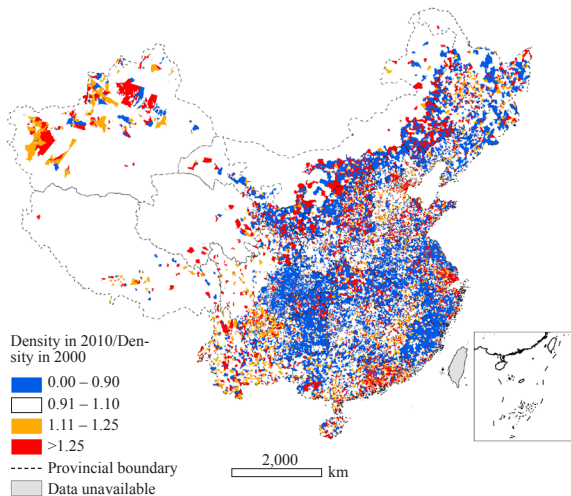 Density in 2010/Den-
sity in 2000
0.00 – 0.90
0.91 – 1.10
1.11 – 1.25
>1.25
Provincial boundary
Data unavailable
2,000
km